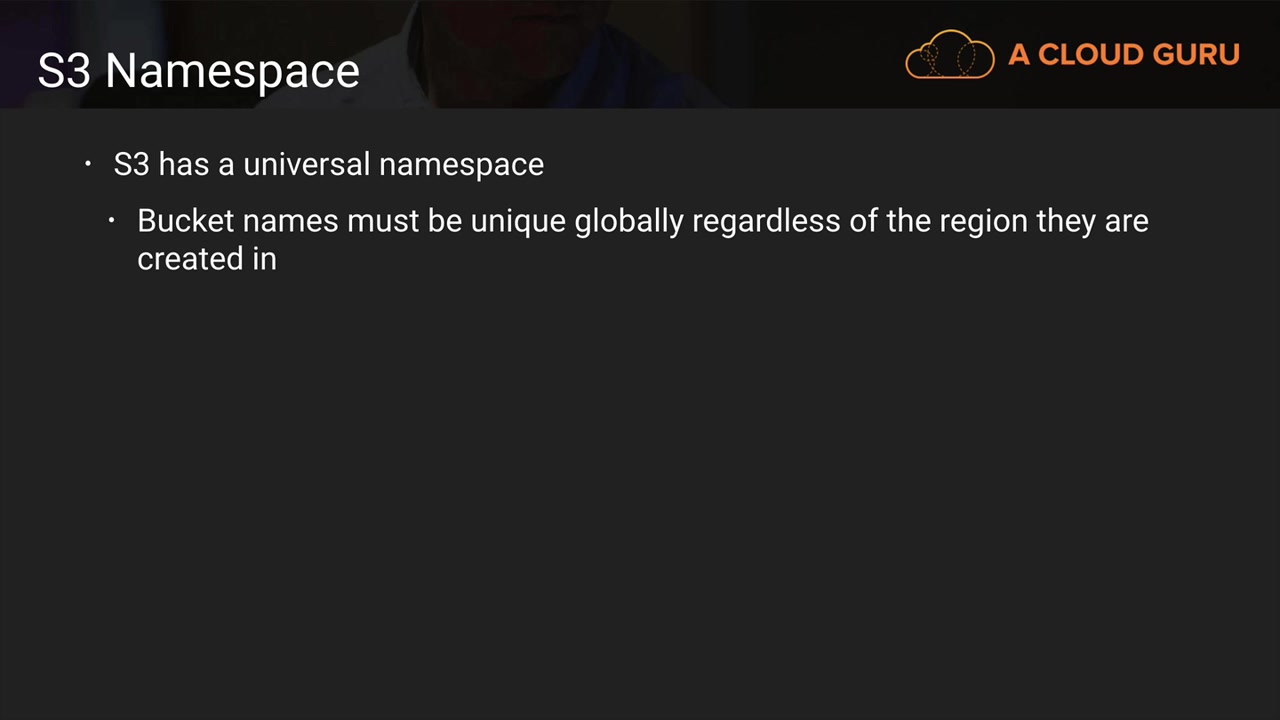 S3 Namespace
A CLOUD GURU
· S3 has a universal namespace
· Bucket names must be unique globally regardless of the region they are
created in